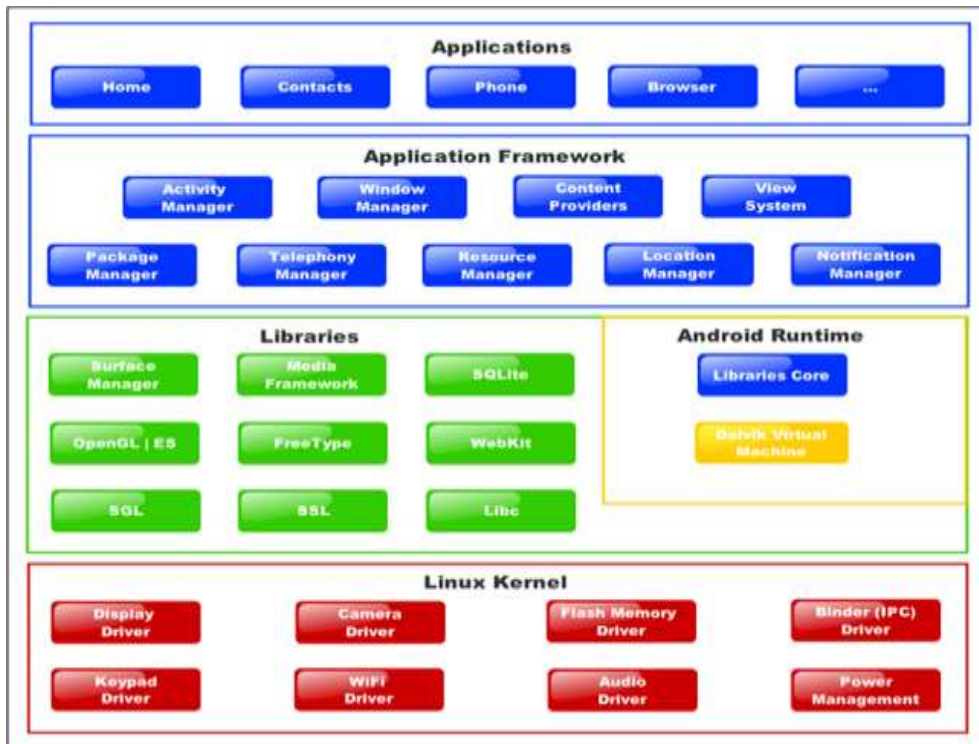 Applications
Home
Contacts
Phone
Browser
...
Application Framework
Activity
Manager
Window
Manager
Content
Providers
View
System
Package
Manager
Telephony
Manager
Resource
Manager
Location
Manager
Notification
Manager
Libraries
Android Runtime
Surface
Manager
Media
Framework
SQLite
Libraries Core
OpenGL | ES
FreeType
WebKit
Dalvik Virtual
Machine
SGL
SSL
Libc
Linux Kernel
Display
Driver
Camera
Driver
Flash Memory
Driver
Binder (IPC)
Driver
Keypad
Driver
WiFi
Driver
Audio
Driver
Power
Management